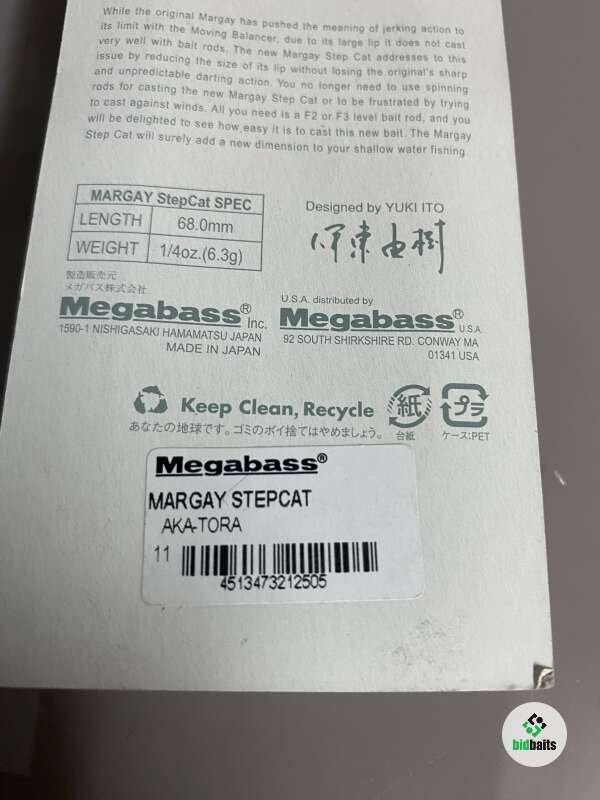 While the original Margay has pushed the meaning of jerking action to
its limit with the Moving Balancer, due to its large lip it does not cast
very well with bait rods. The new Margay Step Cat addresses to this
issue by reducing the size of its lip without losing the original's sharp
and unpredictable darting action. You no longer need to use spinning
rods for casting the new Margay Step Cat or to be frustrated by trying
to cast against winds. All you need is a F2 or F3 level bait rod, and you
will be delighted to see how easy it is to cast this new bait. The Margay
Step Cat will surely add a new dimension to your shallow water fishing.
MARGAY StepCat SPEC
LENGTH 68.0mm
WEIGHT 1/4oz.(6.3g)
Designed by YUKI ITO
伊東由樹
製造販売元
メガバス株式会社
Megabass® Inc.
1590-1 NISHIGASAKI HAMAMATSU JAPAN
MADE IN JAPAN
U.S.A. distributed by
Megabass® U.S.A.
92 SOUTH SHIRKSHIRE RD. CONWAY MA
01341 USA
Keep Clean, Recycle
あなたの地球です。ゴミのポイ捨てはやめましょう。
紙
台紙
プラ
ケース:PET
Megabass®
MARGAY STEPCAT
AKA-TORA
11
4513473212505
bidbaits